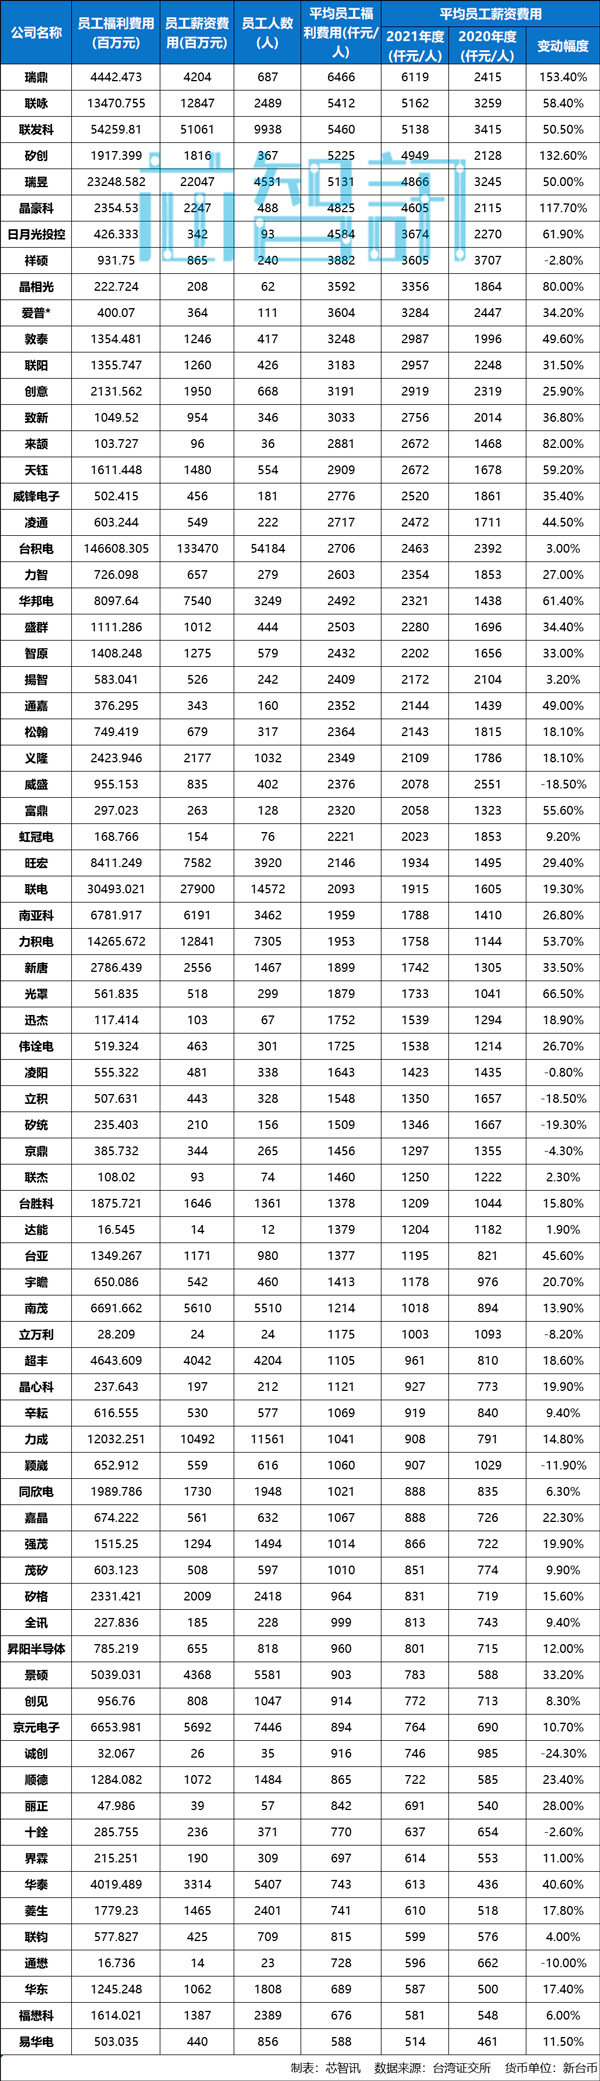 公司名称 员工福利费用(百万元) 员工薪资费用(百万元) 员工人数(人) 平均员工福利费用(仟元/人) 平均员工薪资费用
2021年度(仟元/人) 2020年度(仟元/人) 变动幅度
瑞鼎 4442.473 4204 687 6466 6119 2415 153.40%
联咏 13470.755 12847 2489 5412 5162 3259 58.40%
联发科 54259.81 51061 9938 5460 5138 3415 50.50%
矽创 1917.399 1816 367 5225 4949 2128 132.60%
瑞昱 23248.582 22047 4531 5131 4866 3245 50.00%
晶豪科 2354.53 2247 488 4825 4605 2115 117.70%
日月光投控 426.333 342 93 4584 3674 2270 61.90%
祥硕 931.75 865 240 3882 3605 3707 -2.80%
晶相光 222.724 208 62 3592 3356 1864 80.00%
爱普* 400.07 364 111 3604 3284 2447 34.20%
敦泰 1354.481 1246 417 3248 2987 1996 49.60%
联阳 1355.747 1260 426 3183 2957 2248 31.50%
创意 2131.562 1950 668 3191 2919 2319 25.90%
致新 1049.52 954 346 3033 2756 2014 36.80%
来颉 103.727 96 36 2881 2672 1468 82.00%
天钰 1611.448 1480 554 2909 2672 1678 59.20%
威锋电子 502.415 456 181 2776 2520 1861 35.40%
凌通 603.244 549 222 2717 2472 1711 44.50%
台积电 146608.305 133470 54184 2706 2463 2392 3.00%
力智 726.098 657 279 2603 2354 1853 27.00%
华邦电 8097.64 7540 3249 2492 2321 1438 61.40%
盛群 1111.286 1012 444 2503 2280 1696 34.40%
智原 1408.248 1275 579 2432 2202 1656 33.00%
揚智 583.041 526 242 2409 2172 2104 3.20%
通嘉 376.295 343 160 2352 2144 1439 49.00%
松翰 749.419 679 317 2364 2143 1815 18.10%
义隆 2423.946 2177 1032 2349 2109 1786 18.10%
威盛 955.153 835 402 2376 2078 2551 -18.50%
富鼎 297.023 263 128 2320 2058 1323 55.60%
虹冠电 168.766 154 76 2221 2023 1853 9.20%
旺宏 8411.249 7582 3920 2146 1934 1495 29.40%
联电 30493.021 27900 14572 2093 1915 1605 19.30%
南亚科 6781.917 6191 3462 1959 1788 1410 26.80%
力积电 14265.672 12841 7305 1953 1758 1144 53.70%
新唐 2786.439 2556 1467 1899 1742 1305 33.50%
光罩 561.835 518 299 1879 1733 1041 66.50%
迅杰 117.414 103 67 1752 1539 1294 18.90%
伟诠电 519.324 463 301 1725 1538 1214 26.70%
凌阳 555.322 481 338 1643 1423 1435 -0.80%
立积 507.631 443 328 1548 1350 1657 -18.50%
矽统 235.403 210 156 1509 1346 1667 -19.30%
京鼎 385.732 344 265 1456 1297 1355 -4.30%
联杰 108.02 93 74 1460 1250 1222 2.30%
台胜科 1875.721 1646 1361 1378 1209 1044 15.80%
达能 16.545 14 12 1379 1204 1182 1.90%
台亚 1349.267 1171 980 1377 1195 821 45.60%
宇瞻 650.086 542 460 1413 1178 976 20.70%
南茂 6691.662 5610 5510 1214 1018 894 13.90%
立万利 28.209 24 24 1175 1003 1093 -8.20%
超丰 4643.609 4042 4204 1105 961 810 18.60%
晶心科 237.643 197 212 1121 927 773 19.90%
辛耘 616.555 530 577 1069 919 840 9.40%
力成 12032.251 10492 11561 1041 908 791 14.80%
颖崴 652.912 559 616 1060 907 1029 -11.90%
同欣电 1989.786 1730 1948 1021 888 835 6.30%
嘉晶 674.222 561 632 1067 888 726 22.30%
强茂 1515.25 1294 1494 1014 866 722 19.90%
茂矽 603.123 508 597 1010 851 774 9.90%
矽格 2331.421 2009 2418 964 831 719 15.60%
全讯 227.836 185 228 999 813 743 9.40%
昇阳半导体 785.219 655 818 960 801 715 12.00%
景硕 5039.031 4368 5581 903 783 588 33.20%
创见 956.76 808 1047 914 772 713 8.30%
京元电子 6653.981 5692 7446 894 764 690 10.70%
诚创 32.067 26 35 916 746 985 -24.30%
顺德 1284.082 1072 1484 865 722 585 23.40%
丽正 47.986 39 57 842 691 540 28.00%
十銓 285.755 236 371 770 637 654 -2.60%
界霖 215.251 190 309 697 614 553 11.00%
华泰 4019.489 3314 5407 743 613 436 40.60%
菱生 1779.23 1465 2401 741 610 518 17.80%
联钧 577.827 425 709 815 599 576 4.00%
通懋 16.736 14 23 728 596 662 -10.00%
华东 1245.248 1062 1808 689 587 500 17.40%
福懋科 1614.021 1387 2389 676 581 548 6.00%
易华电 503.035 440 856 588 514 461 11.50%
制表：芯智讯 数据来源：台湾证交所 货币单位：新台币
芯智訊